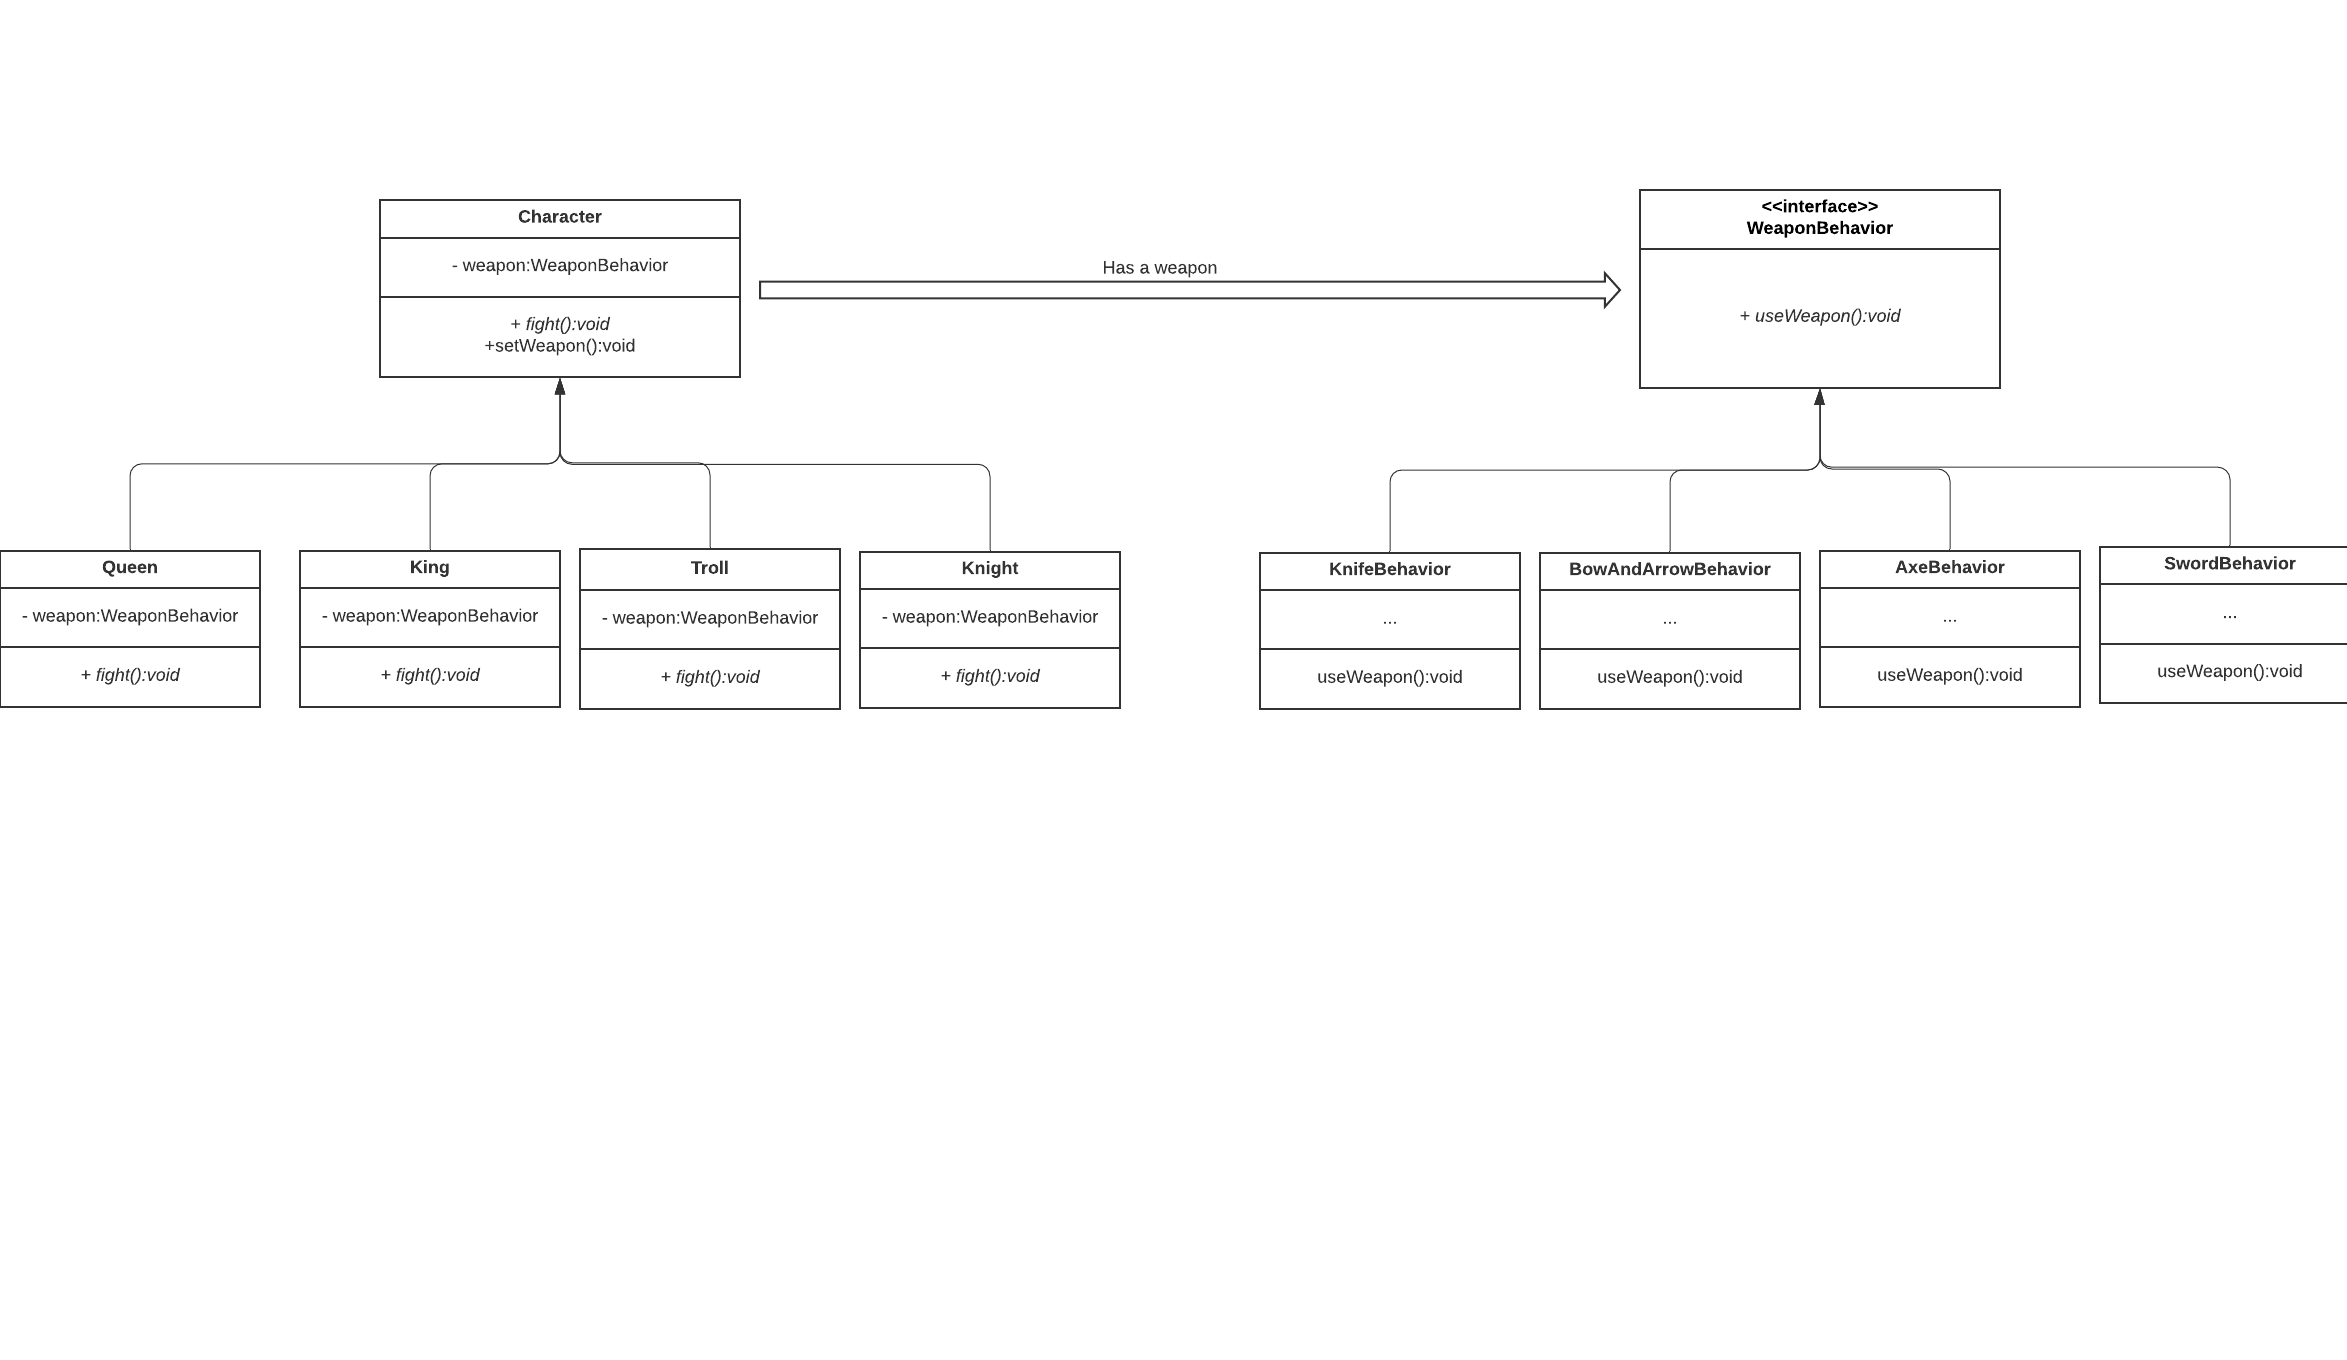 Character
- weapon:WeaponBehavior
+ fight():void
+setWeapon():void
Has a weapon
<<interface>>
WeaponBehavior
+ useWeapon():void
Queen
- weapon:WeaponBehavior
+ fight():void
King
- weapon:WeaponBehavior
+ fight():void
Troll
- weapon:WeaponBehavior
+ fight():void
Knight
- weapon:WeaponBehavior
+ fight():void
KnifeBehavior
...
useWeapon():void
BowAndArrowBehavior
...
useWeapon():void
AxeBehavior
...
useWeapon():void
SwordBehavior
...
useWeapon():void